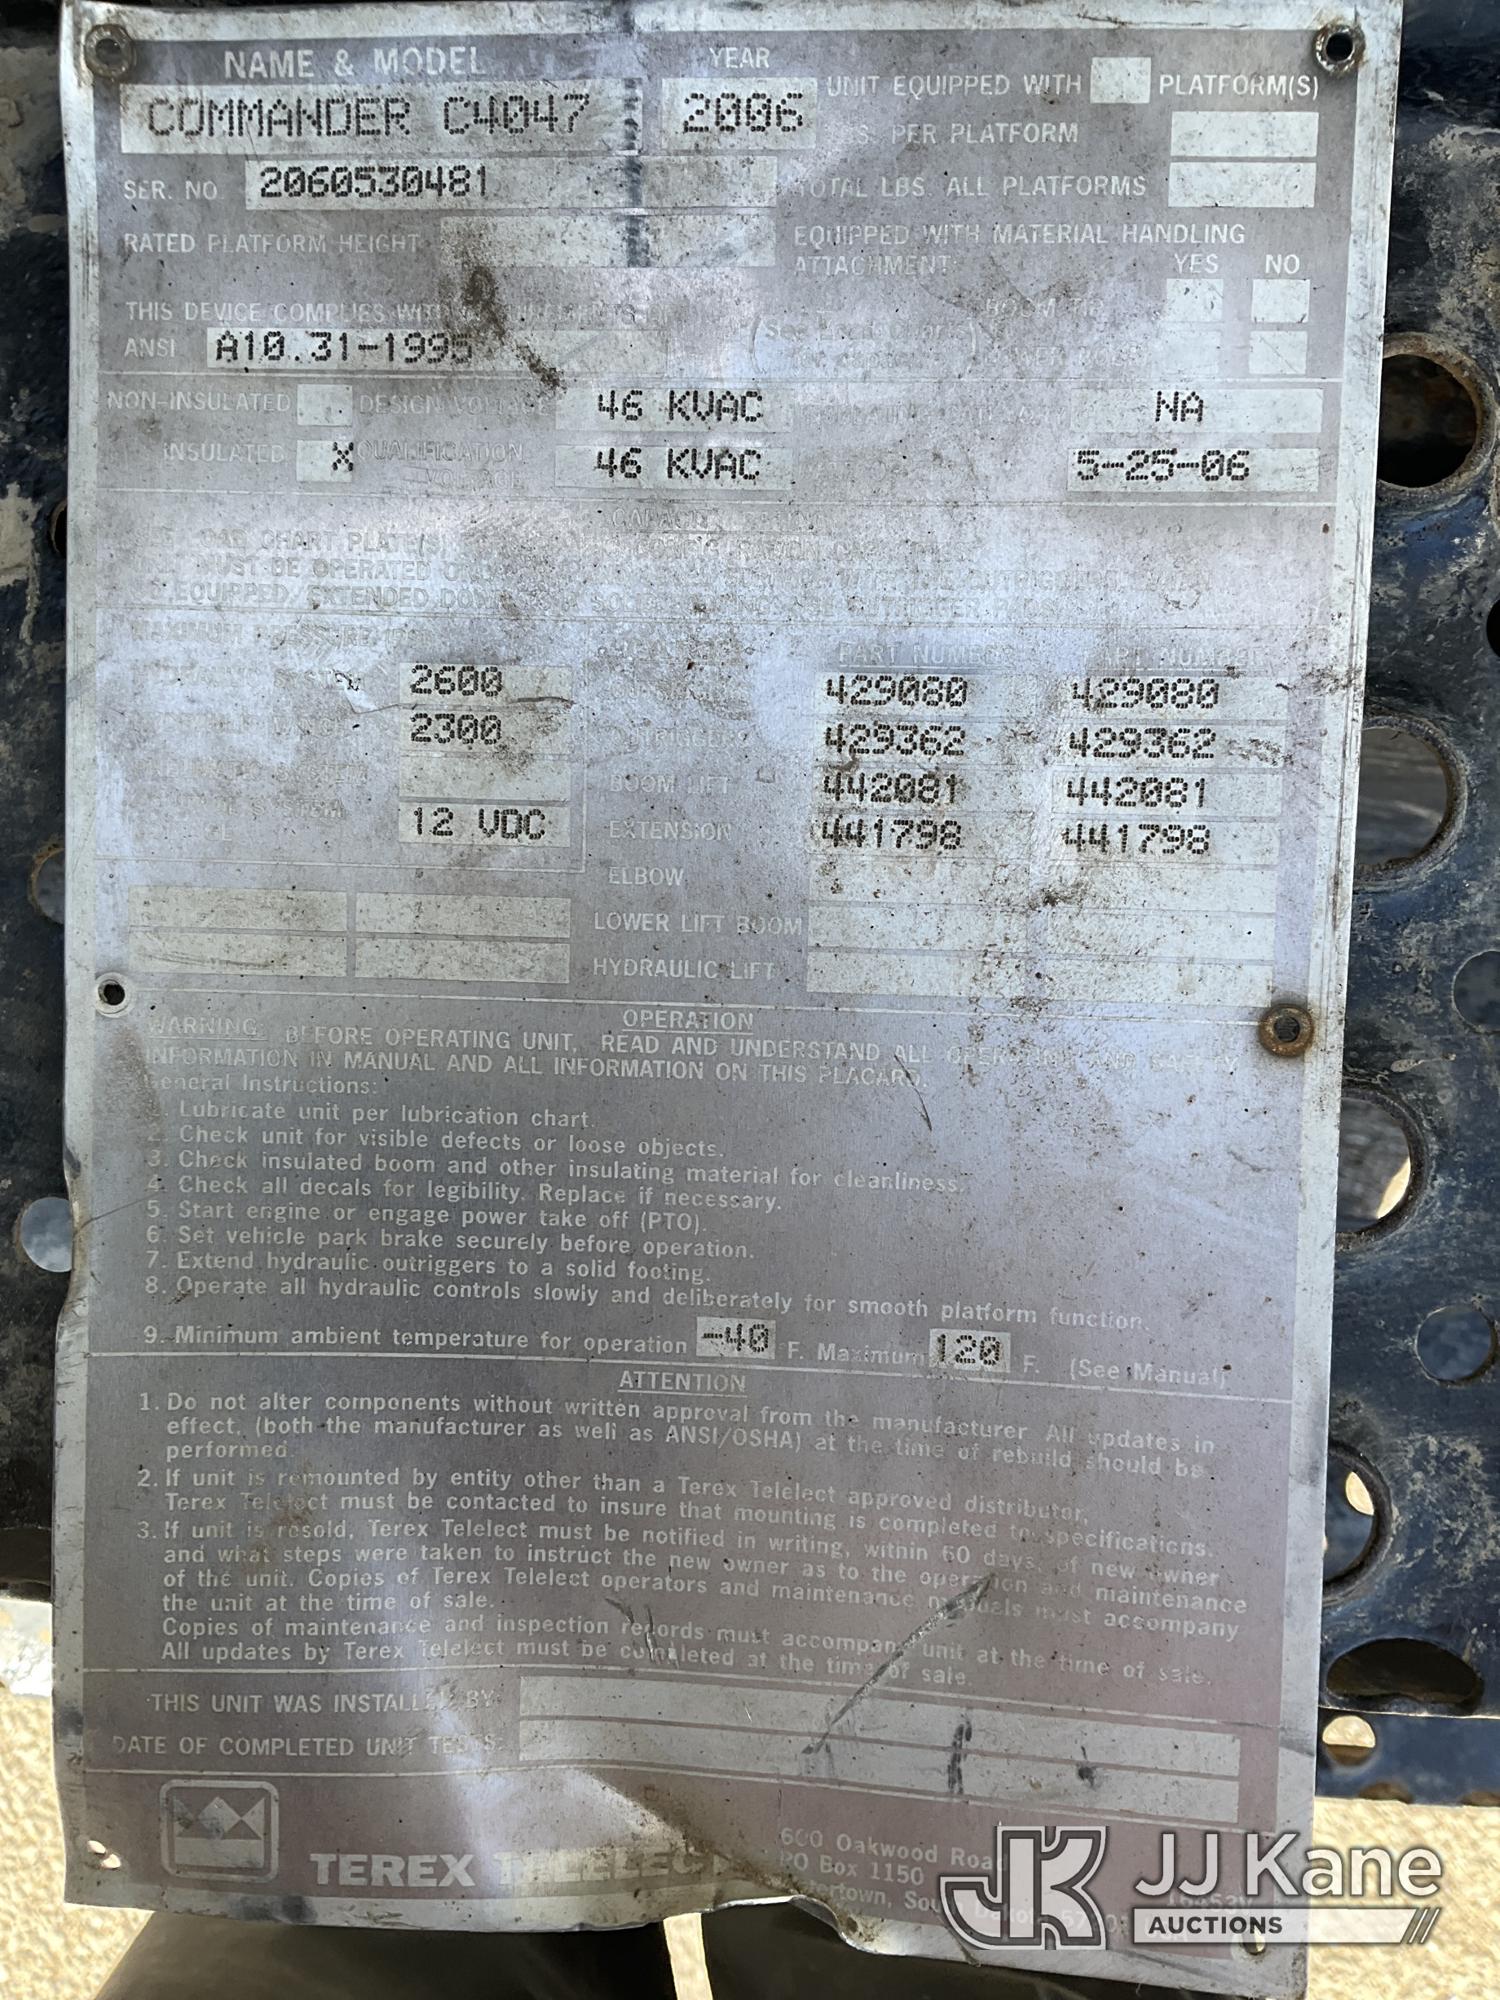 NAME & MODEL
YEAR
COMMANDER C4047
2006
UNIT EQUIPPED WITH PLATFORM(S)
PER PLATFORM
SER. NO. 2060530481
TOTAL LBS. ALL PLATFORMS
RATED PLATFORM HEIGHT
EQUIPPED WITH MATERIAL HANDLING
ATTACHMENT:
YES NO
THIS DEVICE COMPLIES WITH
ANSI A10.31-1995
NON-INSULATED DESIGN VOLTAGE 46 KVAC NA
INSULATED X QUALIFICATION 46 KVAC 5-25-06
CHART PLATE(S)
MUST BE OPERATED
EQUIPPED, EXTENDED
MAXIMUM PRESSURE
PART NUMBER PART NUMBER
2600
429080 429080
2300
429362 429362
BOOM LIFT 442081 442081
SYSTEM 12 VDC
EXTENSION 441798 441798
ELBOW
LOWER LIFT BOOM
HYDRAULIC LIFT
OPERATION
WARNING: BEFORE OPERATING UNIT, READ AND UNDERSTAND ALL OPERATING AND SAFETY
INFORMATION IN MANUAL AND ALL INFORMATION ON THIS PLACARD.
General Instructions:
1. Lubricate unit per lubrication chart.
2. Check unit for visible defects or loose objects.
3. Check insulated boom and other insulating material for cleanliness.
4. Check all decals for legibility. Replace if necessary.
5. Start engine or engage power take off (PTO).
6. Set vehicle park brake securely before operation.
7. Extend hydraulic outriggers to a solid footing.
8. Operate all hydraulic controls slowly and deliberately for smooth platform function.
9. Minimum ambient temperature for operation -40 F. Maximum 120 F. (See Manual)
ATTENTION
1. Do not alter components without written approval from the manufacturer. All updates in
effect, (both the manufacturer as well as ANSI/OSHA) at the time of rebuild should be
performed.
2. If unit is remounted by entity other than a Terex Telelect approved distributor,
Terex Telelect must be contacted to insure that mounting is completed to specifications.
3. If unit is resold, Terex Telelect must be notified in writing, within 60 days, of new owner
and what steps were taken to instruct the new owner as to the operation and maintenance
of the unit. Copies of Terex Telelect operators and maintenance manuals must accompany
the unit at the time of sale.
Copies of maintenance and inspection records must accompany unit at the time of sale.
All updates by Terex Telelect must be completed at the time of sale.
THIS UNIT WAS INSTALLED BY:
DATE OF COMPLETED UNIT TESTS:
TEREX TELELECT
600 Oakwood Road
PO Box 1150
JJ Kane
AUCTIONS